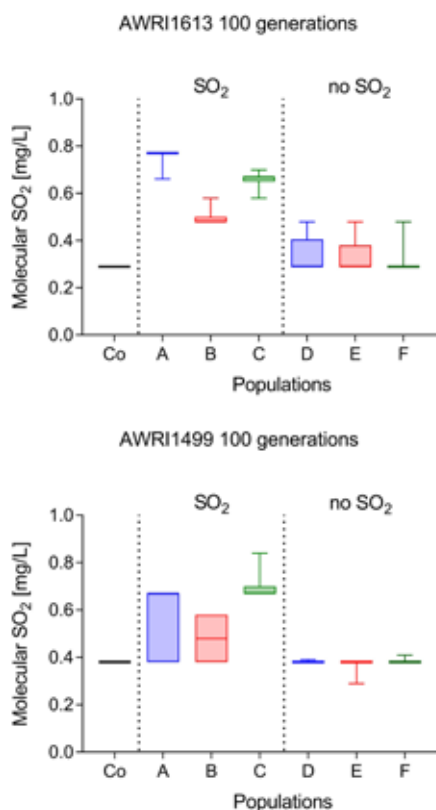 AWRI1613 100 generations
SO2 no SO2
1.0
0.8
0.6
0.4
0.2
0.0
Molecular SO2 [mg/L]
Co A B C D E F
Populations
AWRI1499 100 generations
SO2 no SO2
1.0
0.8
0.6
0.4
0.2
0.0
Molecular SO2 [mg/L]
Co A B C D E F
Populations